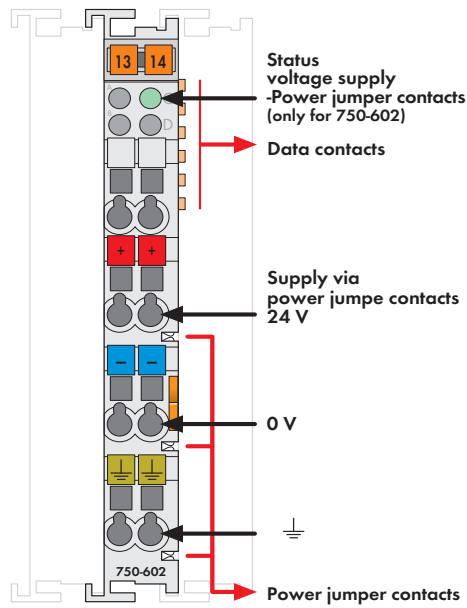 13 14
Status
voltage supply
-Power jumper contacts
(only for 750-602)
A C
B D
Data contacts
+ +
Supply via
power jumpe contacts
24 V
– –
0 V
750-602
Power jumper contacts